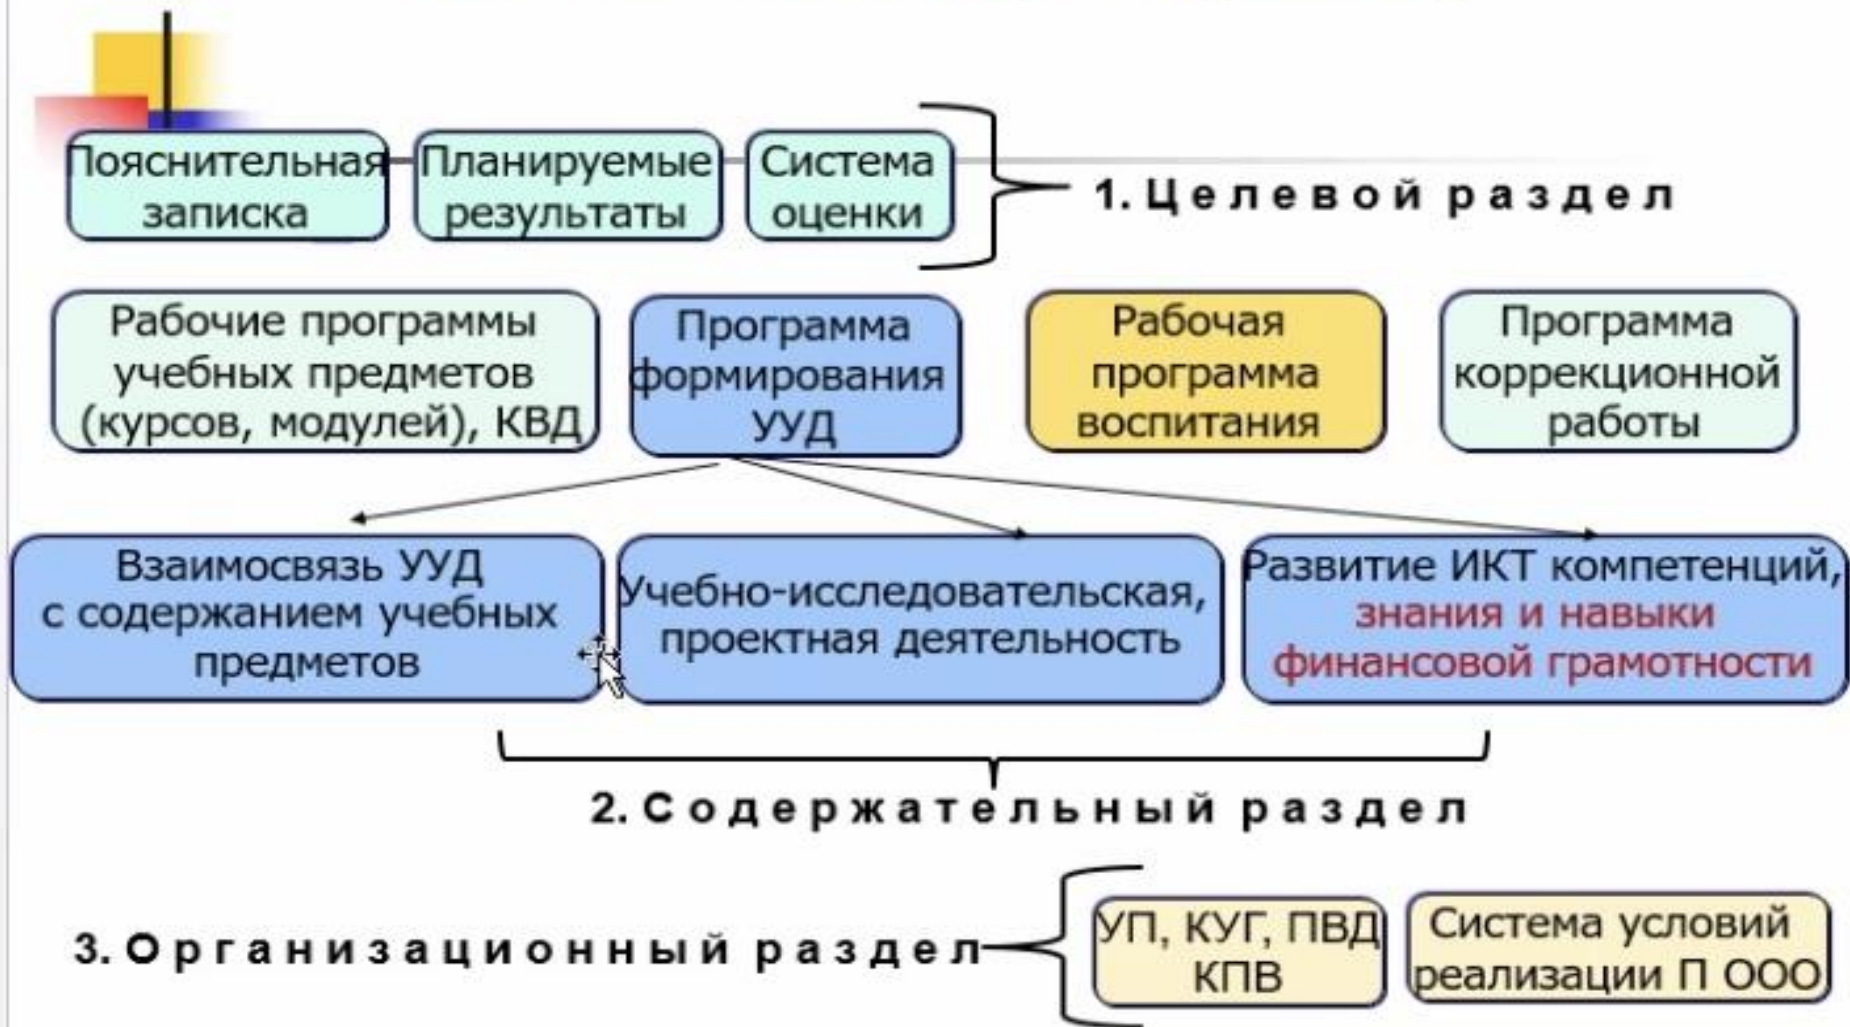 Пояснительная
записка
Планируемые
результаты
Система
оценки
1. Целевой раздел
Рабочие программы
учебных предметов
(курсов, модулей), КВД
Программа
формирования
УУД
Рабочая
программа
воспитания
Программа
коррекционной
работы
Взаимосвязь УУД
с содержанием учебных
предметов
Учебно-исследовательская,
проектная деятельность
Развитие ИКТ компетенций,
знания и навыки
финансовой грамотности
2. Содержательный раздел
3. Организационный раздел
УП, КУГ, ПВД
КПВ
Система условий
реализации П ООО